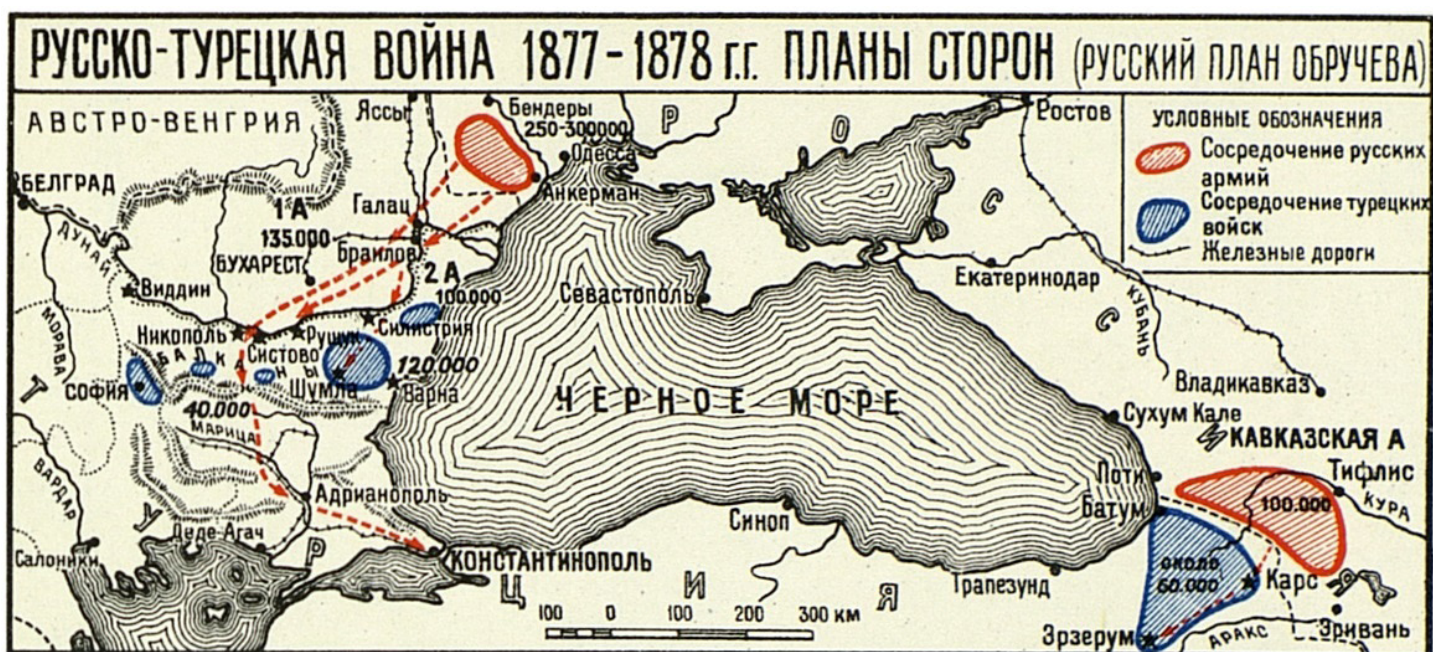 РУССКО-ТУРЕЦКАЯ ВОЙНА 1877-1878 г.г. ПЛАНЫ СТОРОН (РУССКИЙ ПЛАН ОБРУЧЕВА)
АВСТРО-ВЕНГРИЯ
Яссы
Бендеры
250-300000
Одесса
Р О С С
Ростов
УСЛОВНЫЕ ОБОЗНАЧЕНИЯ
Сосредочение русских
армий
Сосредочение турецких
войск
Железные дороги
БЕЛГРАД
Анкерман
Галац
1А
135.000
БУХАРЕСТ
Браилов
2А
ДУНАЙ
Виддин
100.000
Севастополь
Екатеринодар
КУБАНЬ
МОРАВА
Никополь
Систово
Рущук
Силистрия
БАЛКАНЫ
Шумла
120.000
Варна
СОФИЯ
40.000
МАРИЦА
ЧЕРНОЕ МОРЕ
Владикавказ
Сухум Кале
КАВКАЗСКАЯ А
Тифлис
КУРА
Поти
Батум
100.000
ВАРДАР
Адрианополь
Деде-Агач
Салоники
КОНСТАНТИНОПОЛЬ
Синоп
Трапезунд
около
60.000
Карс
Эрзерум
АРАКС
Эривань
Т У Р Ц И Я
100 0 100 200 300 км